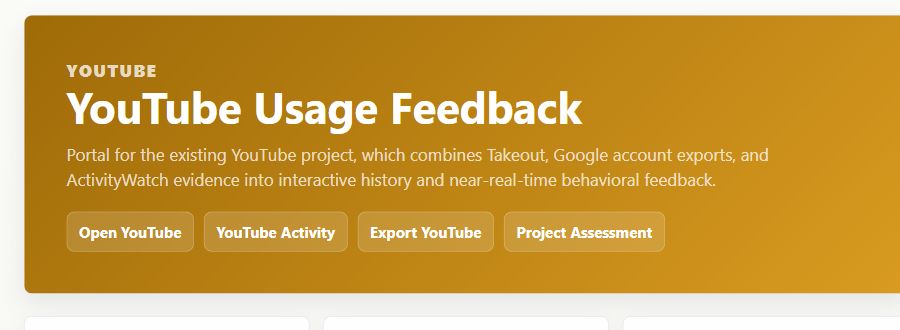 YOUTUBE
YouTube Usage Feedback
Portal for the existing YouTube project, which combines Takeout, Google account exports, and
ActivityWatch evidence into interactive history and near-real-time behavioral feedback.
Open YouTube
YouTube Activity
Export YouTube
Project Assessment